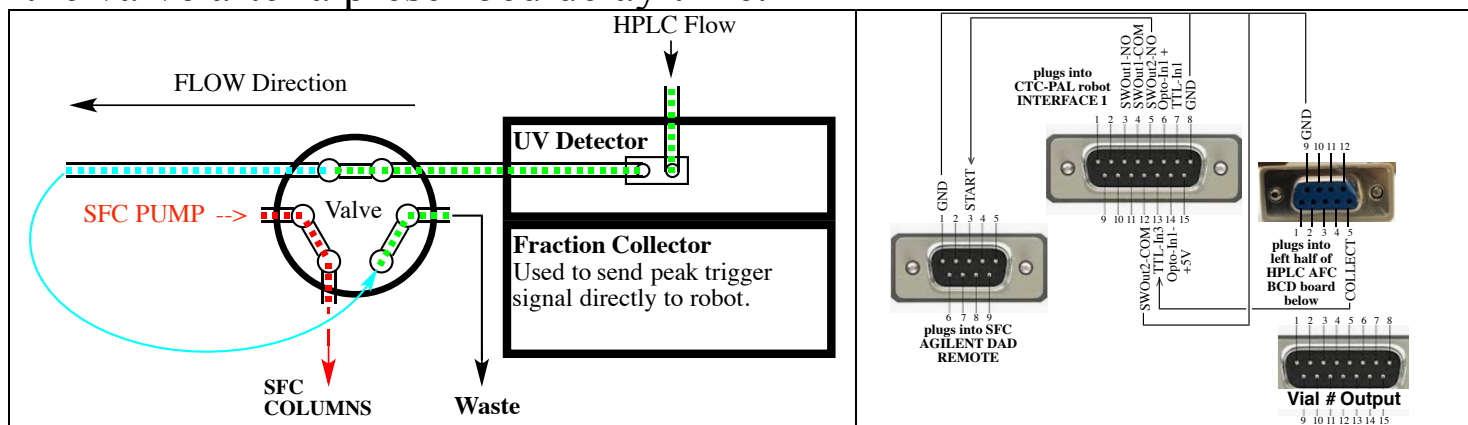 HPLC Flow
FLOW Direction
UV Detector
SFC PUMP -->
Valve
Fraction Collector
Used to send peak trigger
signal directly to robot.
SFC
COLUMNS
Waste
plugs into
CTC-PAL robot
INTERFACE 1
SWOut1-NO
SWOut1-COM
SWOut2-NO
Opto-In1 +
TTL-In1
GND
1 2 3 4 5 6 7 8
9 10 11 12 13 14 15
SWOut2-COM
TTL-In3
Opto-In1-
+5V
GND
START
1 2 3 4 5
6 7 8 9
plugs into SFC
AGILENT DAD
REMOTE
GND
9 10 11 12
1 2 3 4 5
COLLECT
plugs into
left half of
HPLC AFC
BCD board
below
1 2 3 4 5 6 7 8
Vial # Output
9 10 11 12 13 14 15